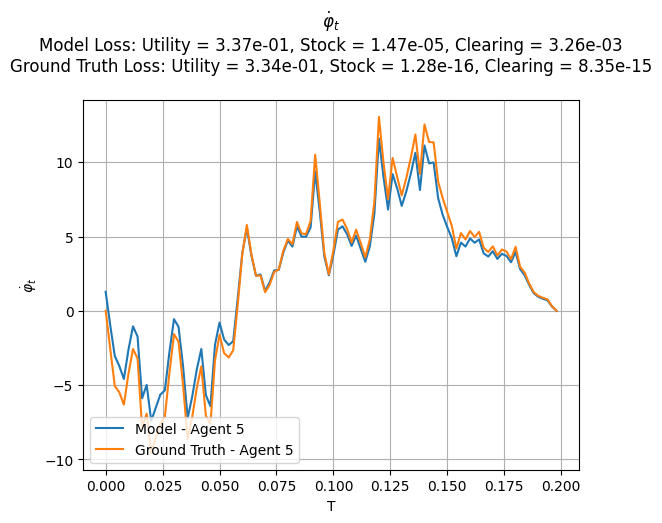 φ̇ₜ
Model Loss: Utility = 3.37e-01, Stock = 1.47e-05, Clearing = 3.26e-03
Ground Truth Loss: Utility = 3.34e-01, Stock = 1.28e-16, Clearing = 8.35e-15
10
5
0
−5
−10
φ̇ₜ
Model - Agent 5
Ground Truth - Agent 5
0.000 0.025 0.050 0.075 0.100 0.125 0.150 0.175 0.200
T